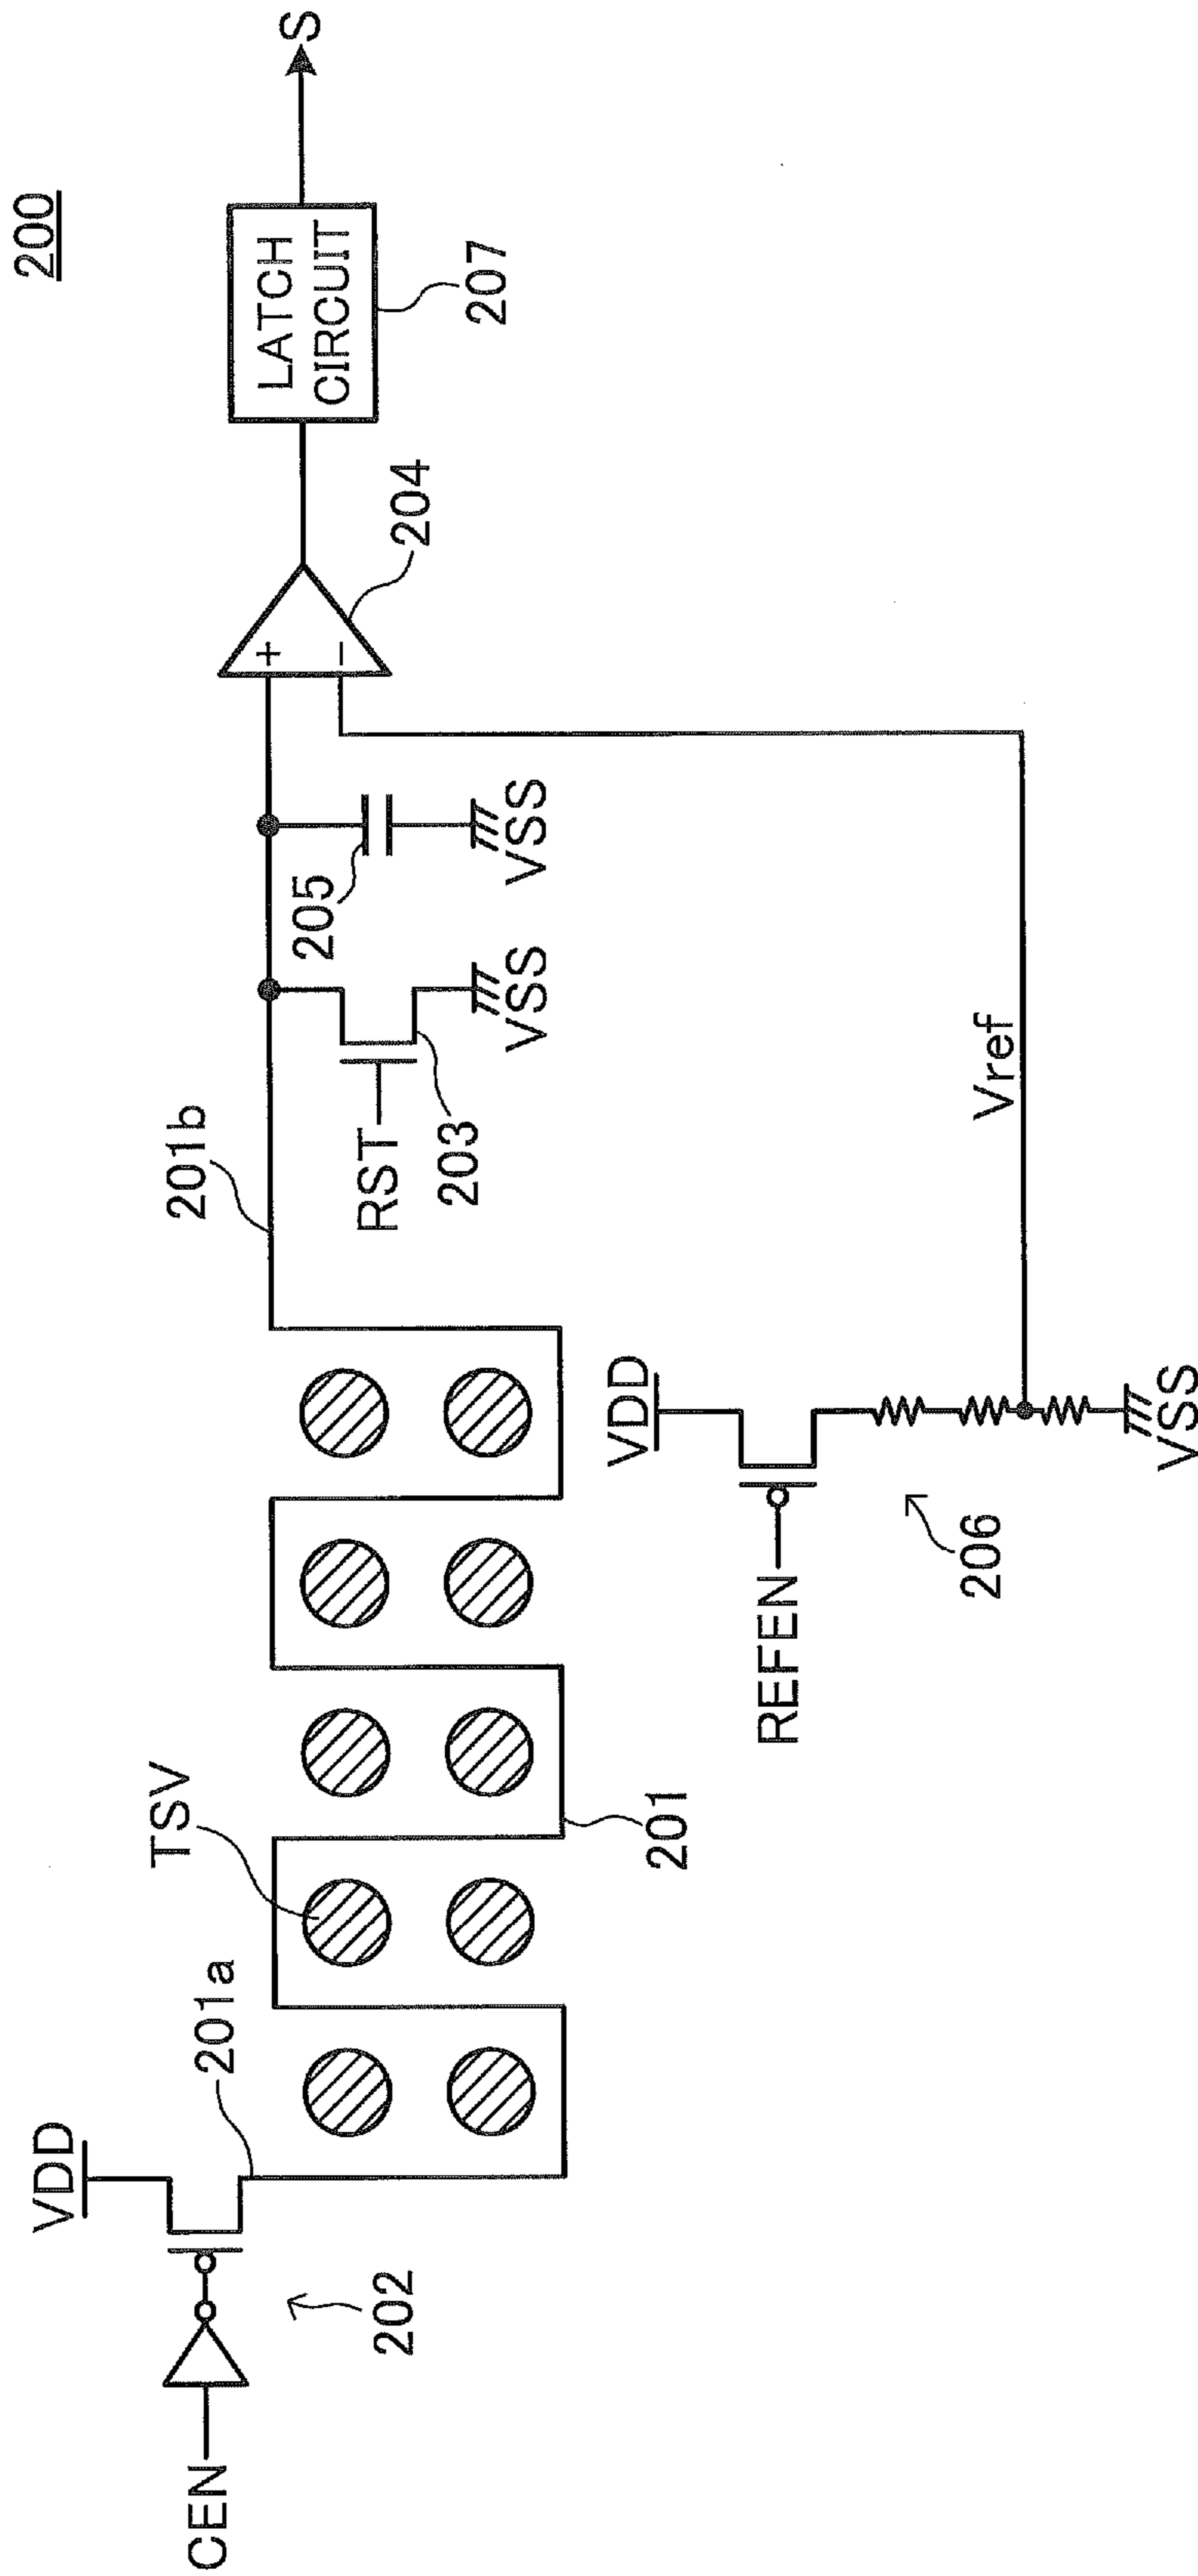 200
S
LATCH
CIRCUIT
207
+
−
204
205
VSS
VSS
203
RST
201b
Vref
VDD
VSS
206
REFEN
TSV
201
201a
VDD
202
CEN